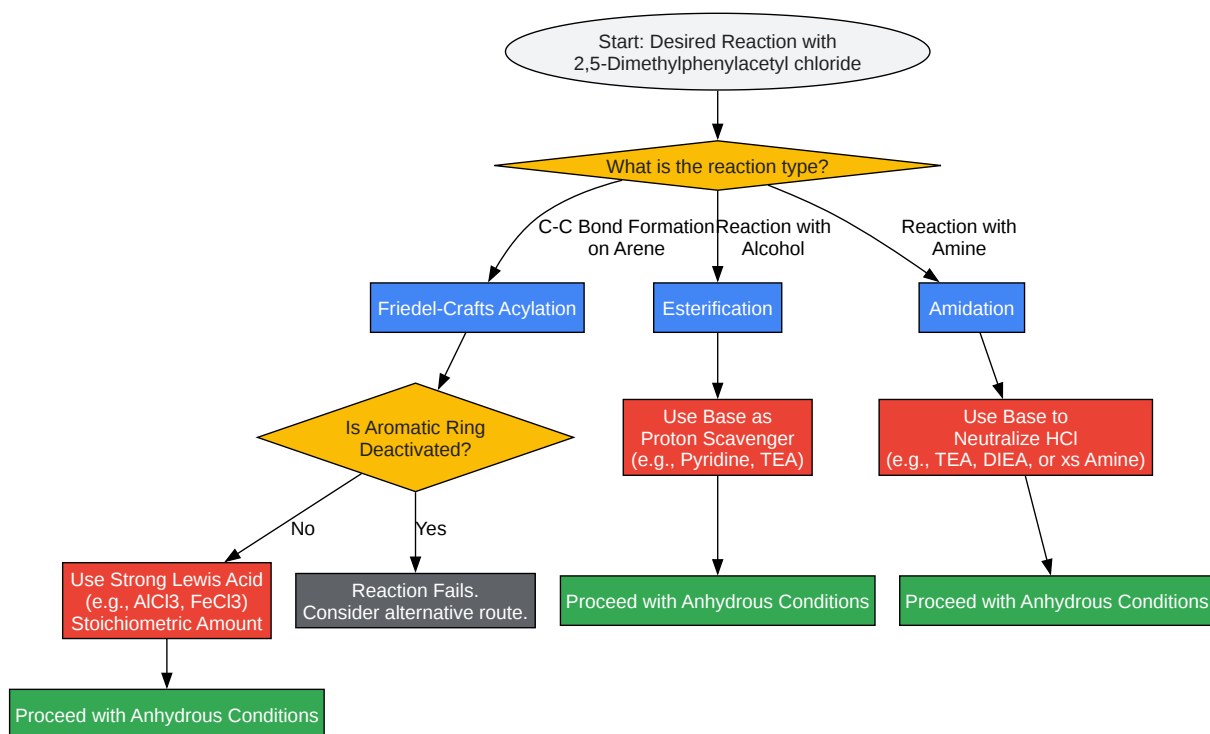 Start: Desired Reaction with
2,5-Dimethylphenylacetyl chloride
What is the reaction type?
C-C Bond Formation
on Arene
Reaction with
Alcohol
Reaction with
Amine
Friedel-Crafts Acylation
Esterification
Amidation
Is Aromatic Ring
Deactivated?
Use Base as
Proton Scavenger
(e.g., Pyridine, TEA)
Use Base to
Neutralize HCl
(e.g., TEA, DIEA, or xs Amine)
No
Yes
Use Strong Lewis Acid
(e.g., AlCl3, FeCl3)
Stoichiometric Amount
Reaction Fails.
Consider alternative route.
Proceed with Anhydrous Conditions
Proceed with Anhydrous Conditions
Proceed with Anhydrous Conditions